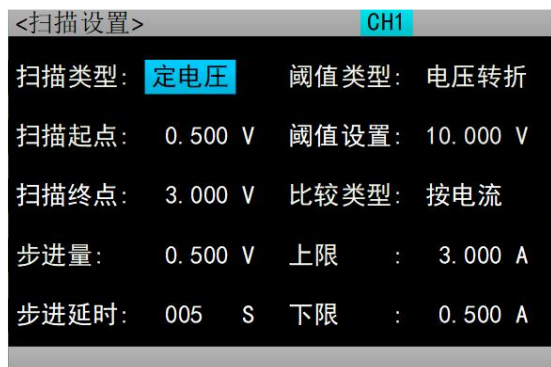 <扫描设置> CH1
扫描类型: 定电压 阈值类型: 电压转折
扫描起点: 0.500 V 阈值设置: 10.000 V
扫描终点: 3.000 V 比较类型: 按电流
步进量: 0.500 V 上限 : 3.000 A
步进延时: 005 S 下限 : 0.500 A